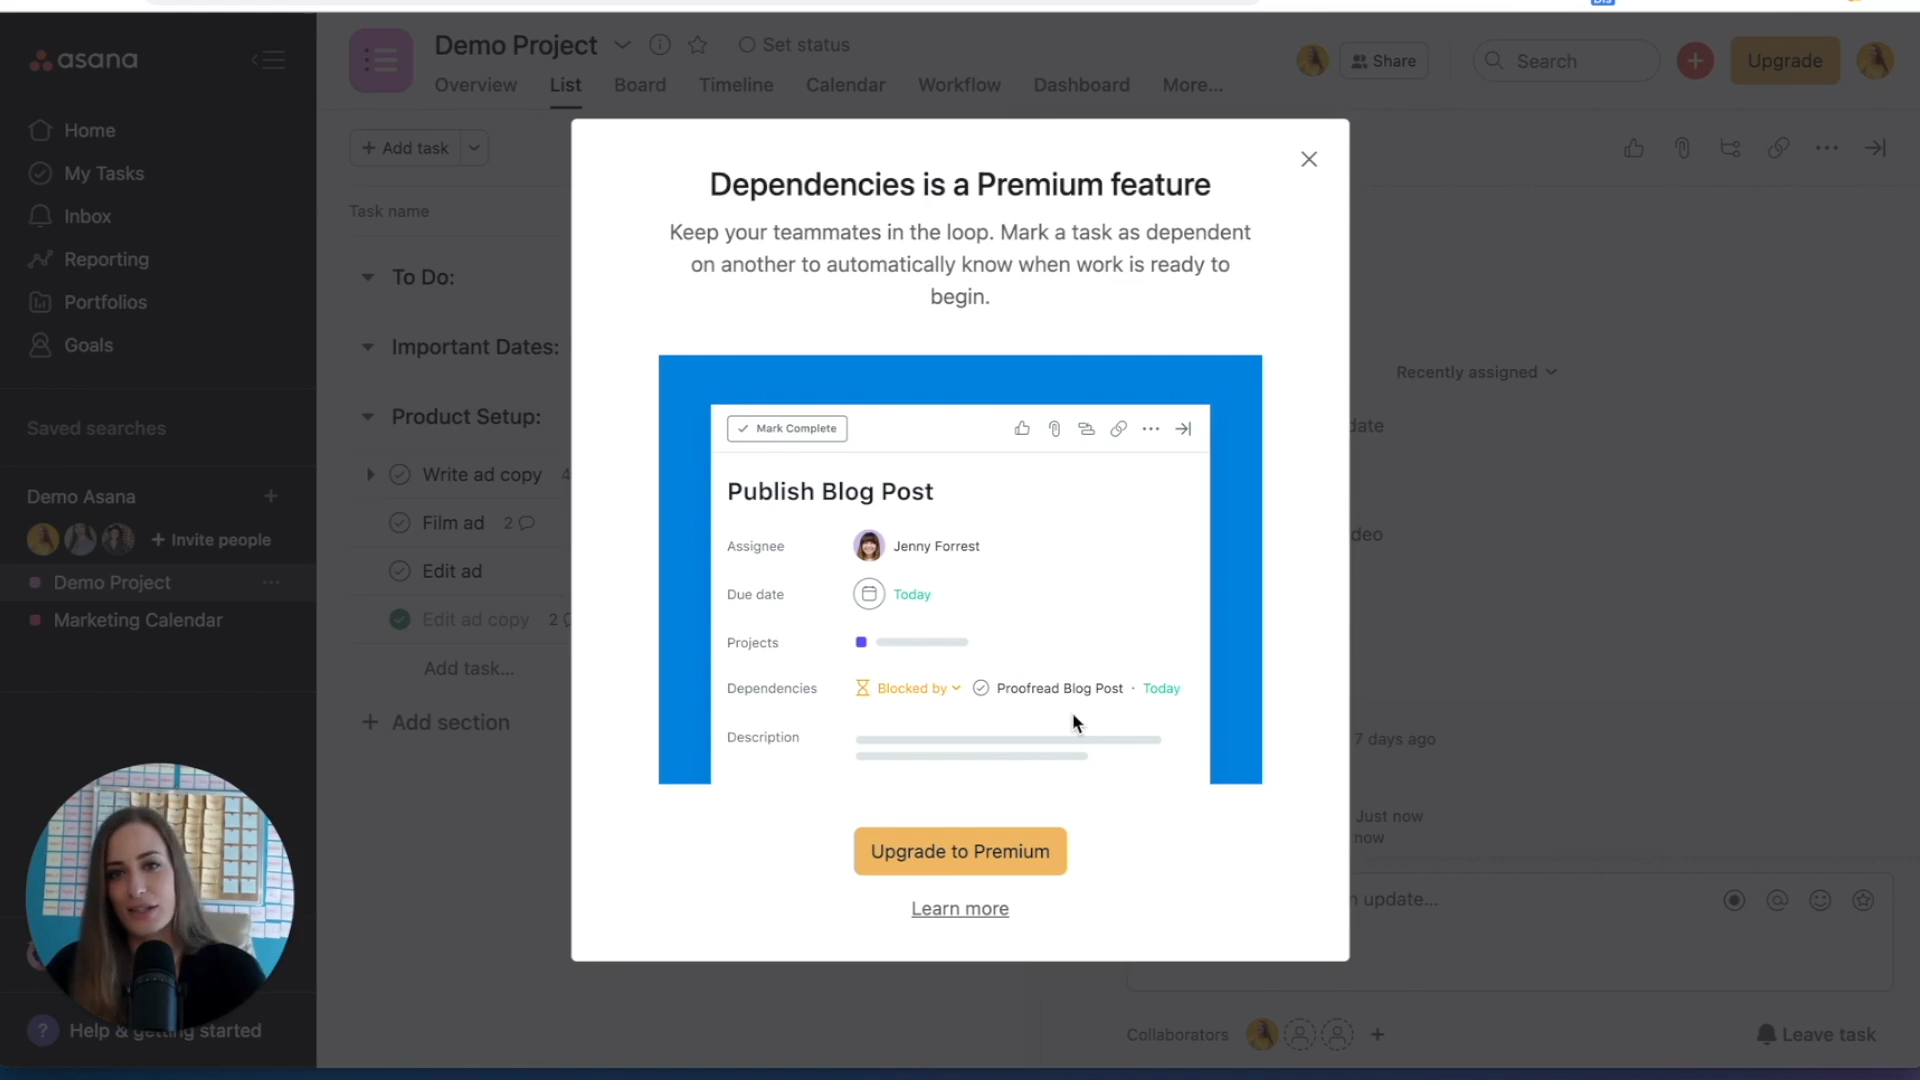 asana
Home
My Tasks
Inbox
Reporting
Portfolios
Goals
Saved searches
Demo Asana
+ Invite people
Demo Project
Marketing Calendar
? Help & getting started
Demo Project
Set status
Overview List Board Timeline Calendar Workflow Dashboard More...
Share
Search
Upgrade
+ Add task
Task name
To Do:
Important Dates:
Product Setup:
Write ad copy 4
Film ad 2
Edit ad
Edit ad copy 2
Add task...
+ Add section
Dependencies is a Premium feature
Keep your teammates in the loop. Mark a task as dependent
on another to automatically know when work is ready to
begin.
Mark Complete
Publish Blog Post
Assignee Jenny Forrest
Due date Today
Projects
Dependencies Blocked by Proofread Blog Post · Today
Description
Upgrade to Premium
Learn more
Recently assigned
7 days ago
Just now
now
update...
Collaborators
Leave task